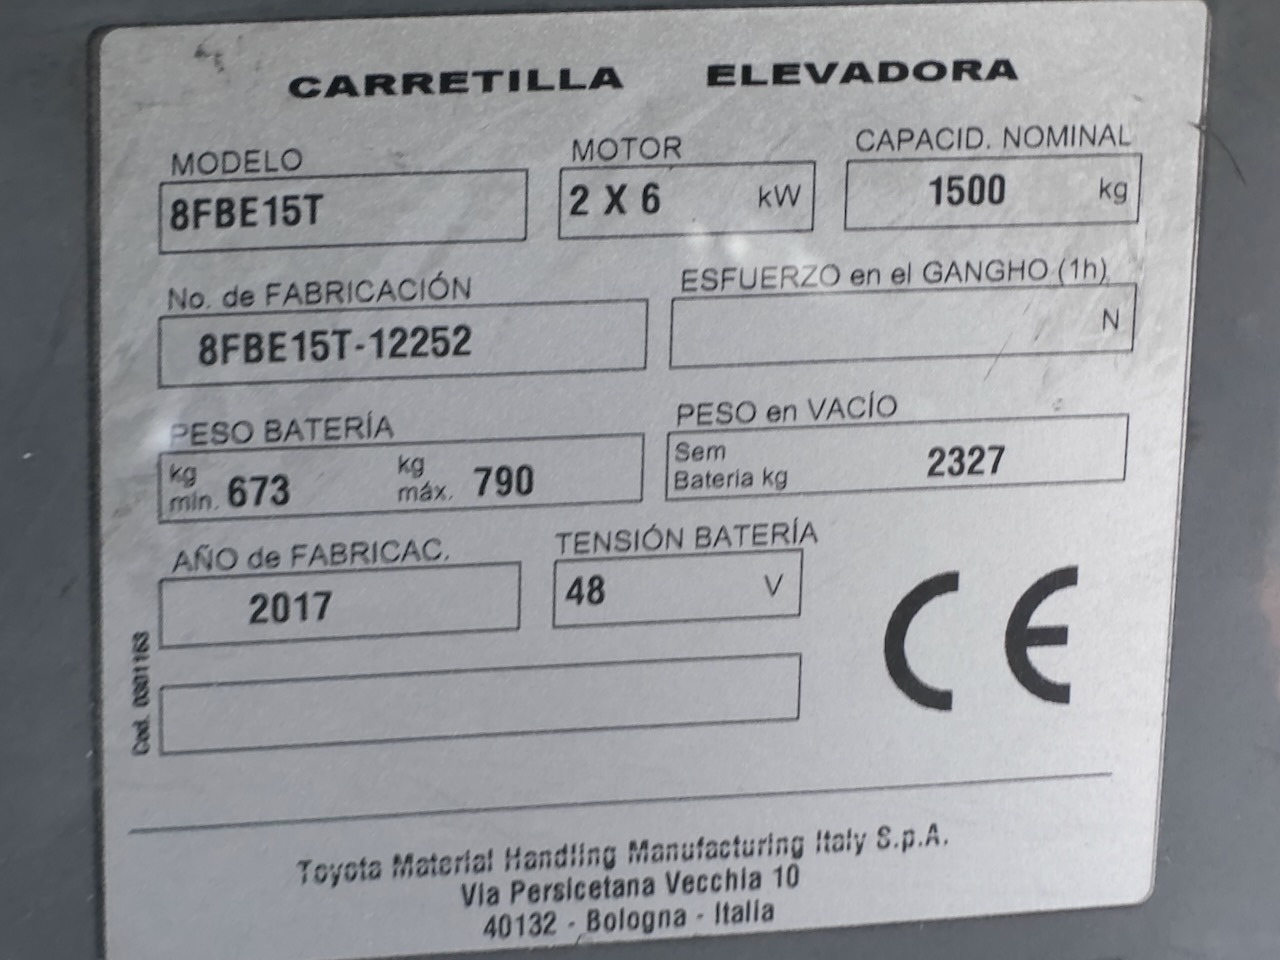 CARRETILLA ELEVADORA
MODELO MOTOR CAPACID. NOMINAL
8FBE15T 2 X 6 kW 1500 kg
No. de FABRICACIÓN ESFUERZO en el GANGHO (1h)
8FBE15T-12252 N
PESO BATERÍA PESO en VACÍO
kg min. 673 kg máx. 790 Sem Bateria kg 2327
AÑO de FABRICAC. TENSIÓN BATERÍA
2017 48 V
CE
Cod. 0301163
Toyota Material Handling Manufacturing Italy S.p.A.
Via Persicetana Vecchia 10
40132 - Bologna - Italia